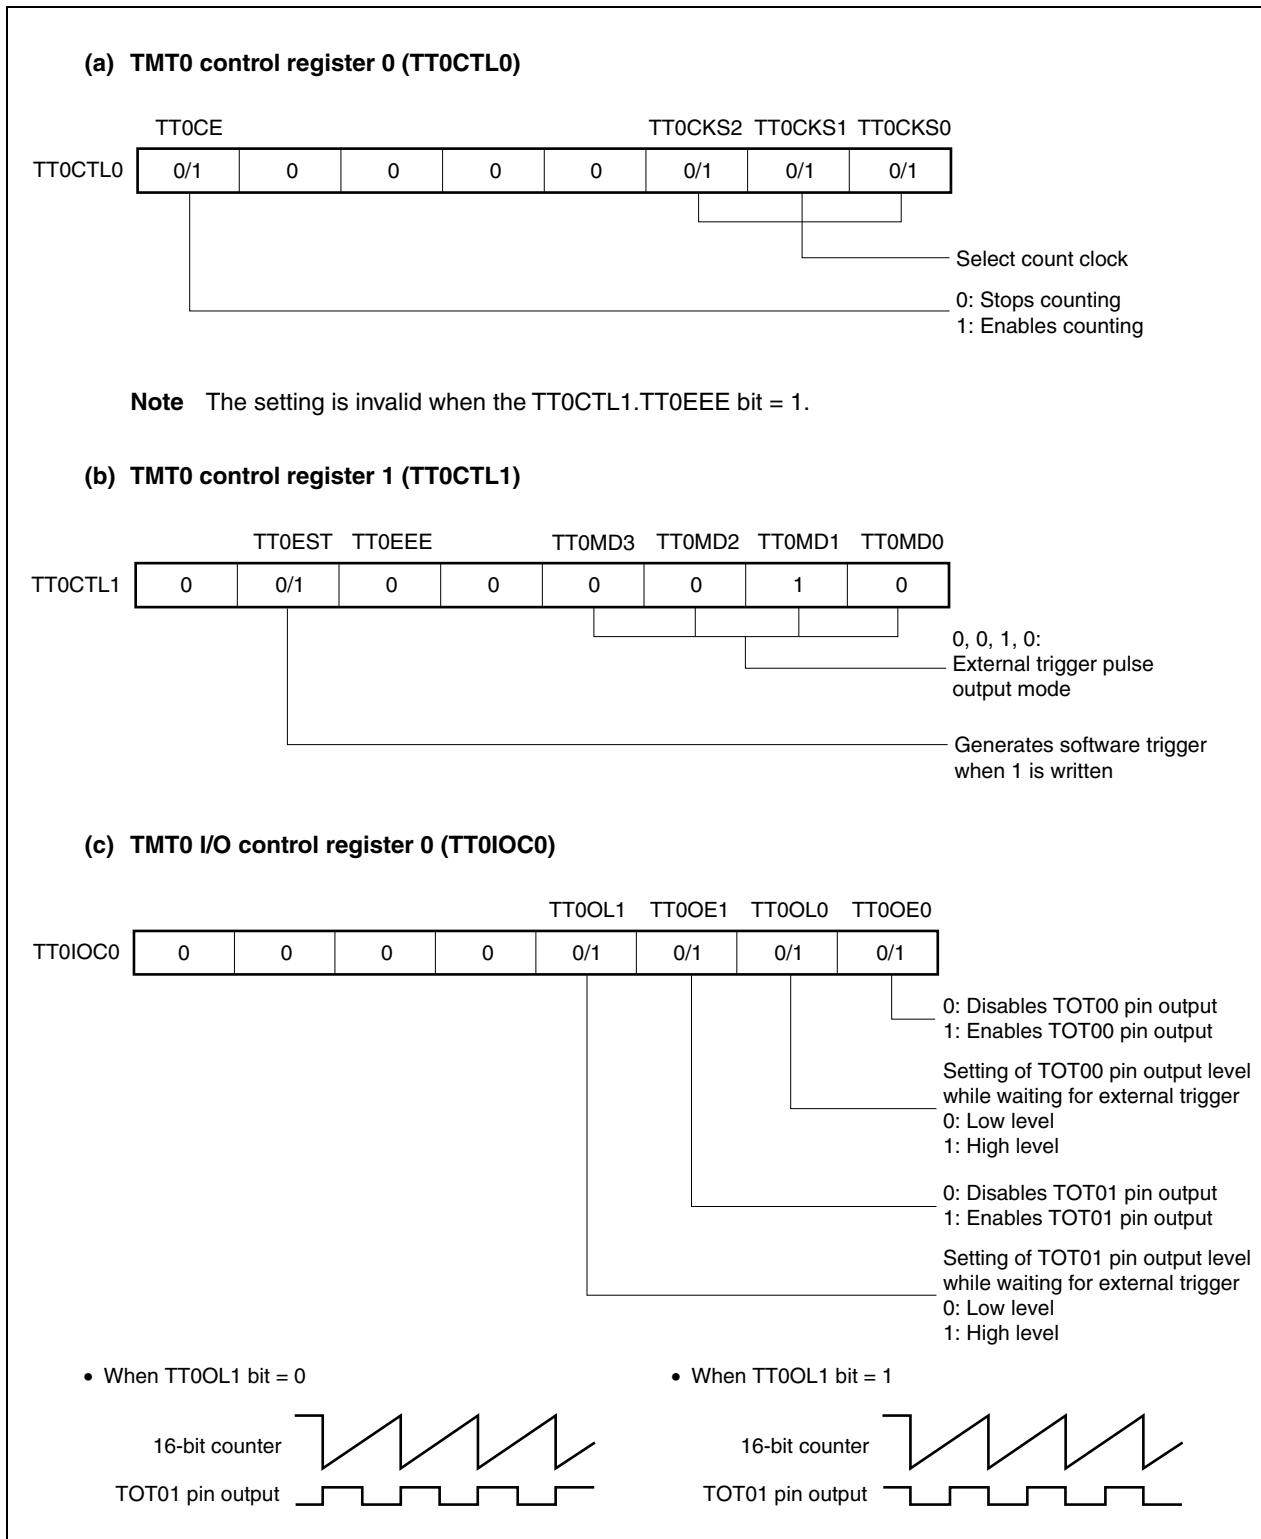 (a) TMT0 control register 0 (TT0CTL0)
TT0CE TT0CKS2 TT0CKS1 TT0CKS0
TT0CTL0 0/1 0 0 0 0 0/1 0/1 0/1
Select count clock
0: Stops counting
1: Enables counting
Note The setting is invalid when the TT0CTL1.TT0EEE bit = 1.
(b) TMT0 control register 1 (TT0CTL1)
TT0EST TT0EEE TT0MD3 TT0MD2 TT0MD1 TT0MD0
TT0CTL1 0 0/1 0 0 0 0 1 0
0, 0, 1, 0:
External trigger pulse
output mode
Generates software trigger
when 1 is written
(c) TMT0 I/O control register 0 (TT0IOC0)
TT0OL1 TT0OE1 TT0OL0 TT0OE0
TT0IOC0 0 0 0 0 0/1 0/1 0/1 0/1
0: Disables TOT00 pin output
1: Enables TOT00 pin output
Setting of TOT00 pin output level
while waiting for external trigger
0: Low level
1: High level
0: Disables TOT01 pin output
1: Enables TOT01 pin output
Setting of TOT01 pin output level
while waiting for external trigger
0: Low level
1: High level
• When TT0OL1 bit = 0
16-bit counter
TOT01 pin output
• When TT0OL1 bit = 1
16-bit counter
TOT01 pin output